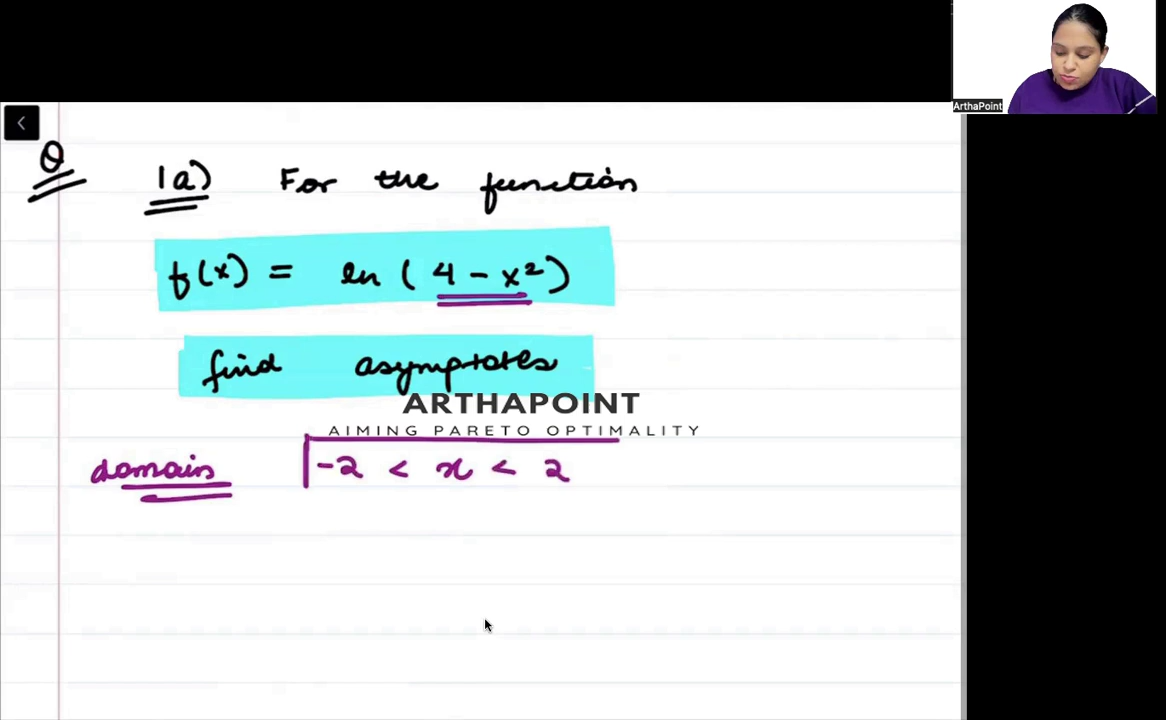 ArthaPoint
Q 1a) For the function
f(x) = ln ( 4 - x² )
find asymptotes
ARTHAPOINT
AIMING PARETO OPTIMALITY
domain -2 < x < 2